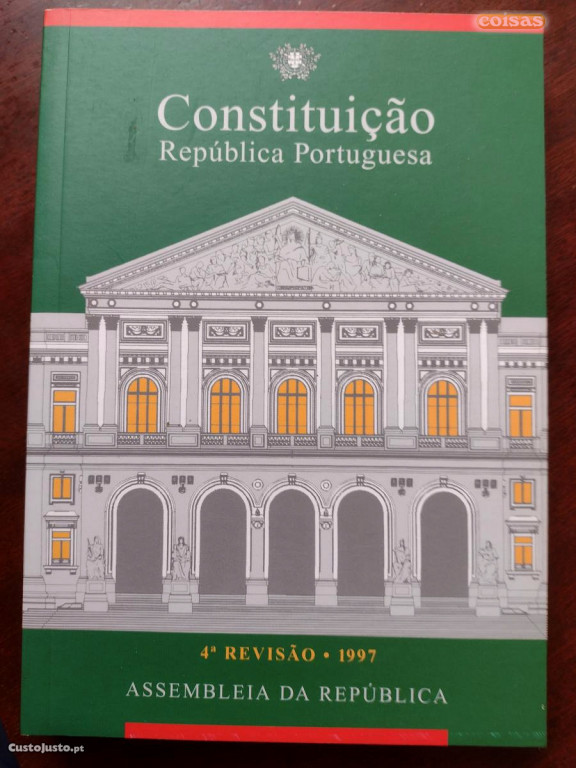 coisas
Constituição
República Portuguesa
4ª REVISÃO • 1997
ASSEMBLEIA DA REPÚBLICA
CustoJusto.pt